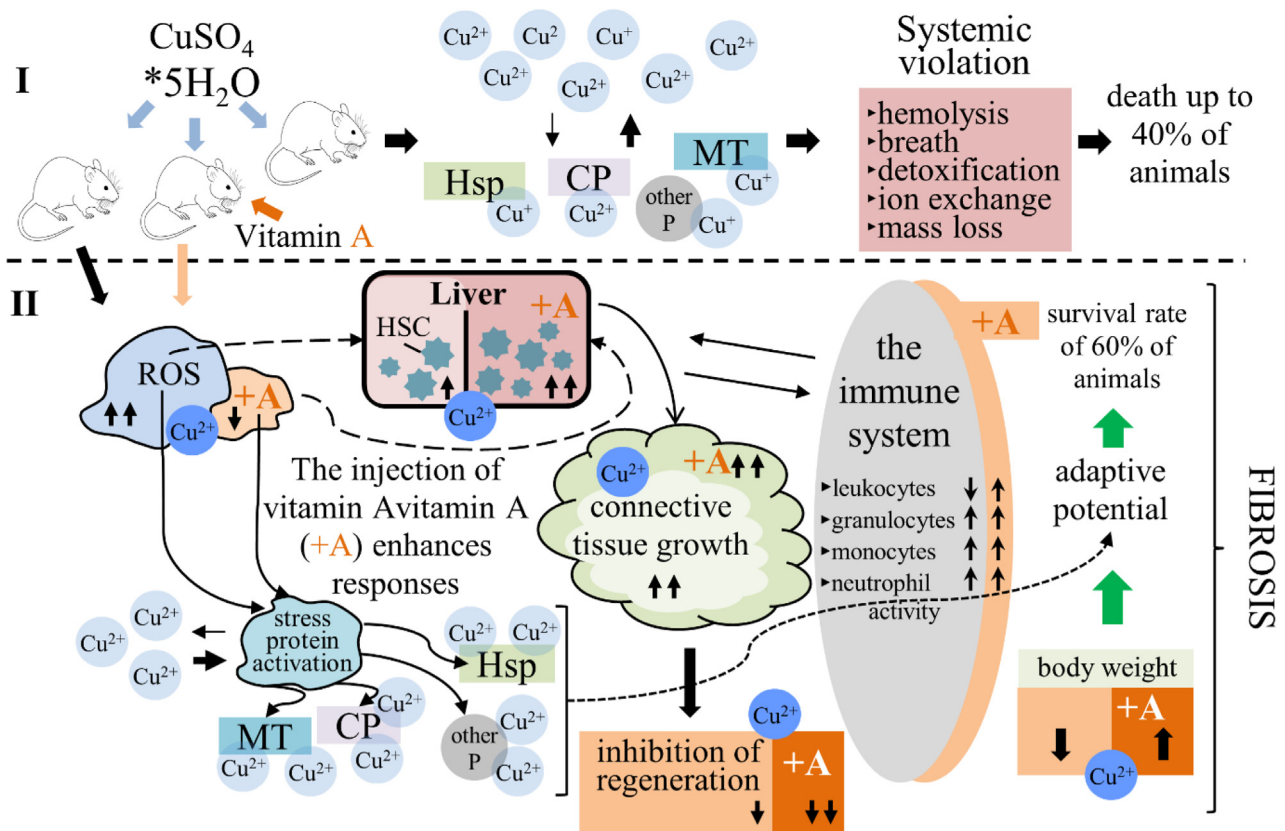 I
CuSO4
*5H2O
Vitamin A
Cu2+
Cu2
Cu+
Cu2+
Cu2+
Cu2+
Cu2+
Hsp
Cu+
CP
Cu2+
MT
Cu+
other
P
Cu+
Systemic
violation
▸hemolysis
▸breath
▸detoxification
▸ion exchange
▸mass loss
death up to
40% of
animals
II
ROS
+A
Cu2+
Liver
HSC
+A
Cu2+
The injection of
vitamin Avitamin A
(+A) enhances
responses
Cu2+
+A
connective
tissue growth
the
immune
system
▸leukocytes
▸granulocytes
▸monocytes
▸neutrophil
activity
+A
survival rate
of 60% of
animals
adaptive
potential
body weight
+A
Cu2+
FIBROSIS
Cu2+
Cu2+
Cu2+
stress
protein
activation
Cu2+
Cu2+
Hsp
MT
Cu2+
Cu2+
CP
Cu2+
Cu2+
other
P
Cu2+
Cu2+
Cu2+
inhibition of
regeneration
+A